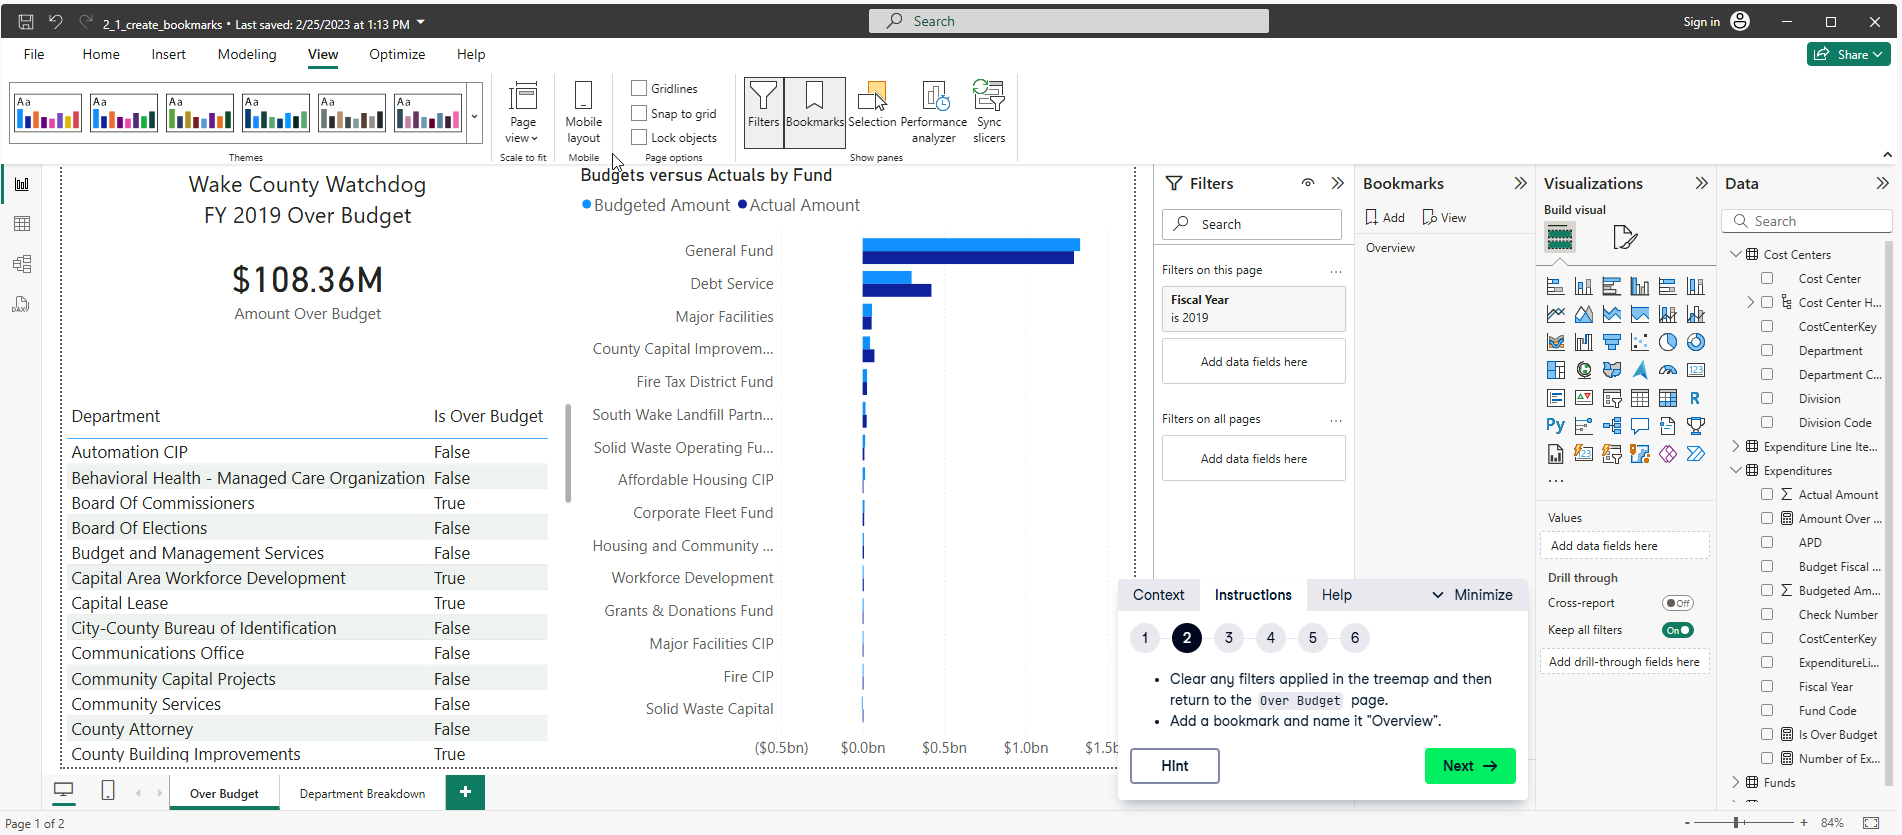 2_1_create_bookmarks • Last saved: 2/25/2023 at 1:13 PM
Search
Sign in
File
Home
Insert
Modeling
View
Optimize
Help
Share
Aa
Aa
Aa
Aa
Aa
Aa
Themes
Page view
Scale to fit
Mobile layout
Mobile
Gridlines
Snap to grid
Lock objects
Page options
Filters
Bookmarks
Selection
Performance analyzer
Sync slicers
Show panes
Wake County Watchdog
FY 2019 Over Budget
$108.36M
Amount Over Budget
Department Is Over Budget
Automation CIP False
Behavioral Health - Managed Care Organization False
Board Of Commissioners True
Board Of Elections False
Budget and Management Services False
Capital Area Workforce Development True
Capital Lease True
City-County Bureau of Identification False
Communications Office False
Community Capital Projects False
Community Services False
County Attorney False
County Building Improvements True
Budgets versus Actuals by Fund
Budgeted Amount Actual Amount
General Fund
Debt Service
Major Facilities
County Capital Improvem...
Fire Tax District Fund
South Wake Landfill Partn...
Solid Waste Operating Fu...
Affordable Housing CIP
Corporate Fleet Fund
Housing and Community ...
Workforce Development
Grants & Donations Fund
Major Facilities CIP
Fire CIP
Solid Waste Capital
($0.5bn) $0.0bn $0.5bn $1.0bn $1.5b
Filters
Search
Filters on this page ...
Fiscal Year
is 2019
Add data fields here
Filters on all pages ...
Add data fields here
Bookmarks
Add View
Overview
Visualizations
Build visual
R
Py
123
...
Values
Add data fields here
Drill through
Cross-report Off
Keep all filters On
Add drill-through fields here
Data
Search
Cost Centers
Cost Center
Cost Center H...
CostCenterKey
Department
Department C...
Division
Division Code
Expenditure Line Ite...
Expenditures
Actual Amount
Amount Over ...
APD
Budget Fiscal ...
Budgeted Am...
Check Number
CostCenterKey
ExpenditureLi...
Fiscal Year
Fund Code
Is Over Budget
Number of Ex...
Funds
Context
Instructions
Help
Minimize
1 2 3 4 5 6
• Clear any filters applied in the treemap and then
return to the Over Budget page.
• Add a bookmark and name it "Overview".
Hint
Next
Over Budget
Department Breakdown
+
Page 1 of 2
- + 84%